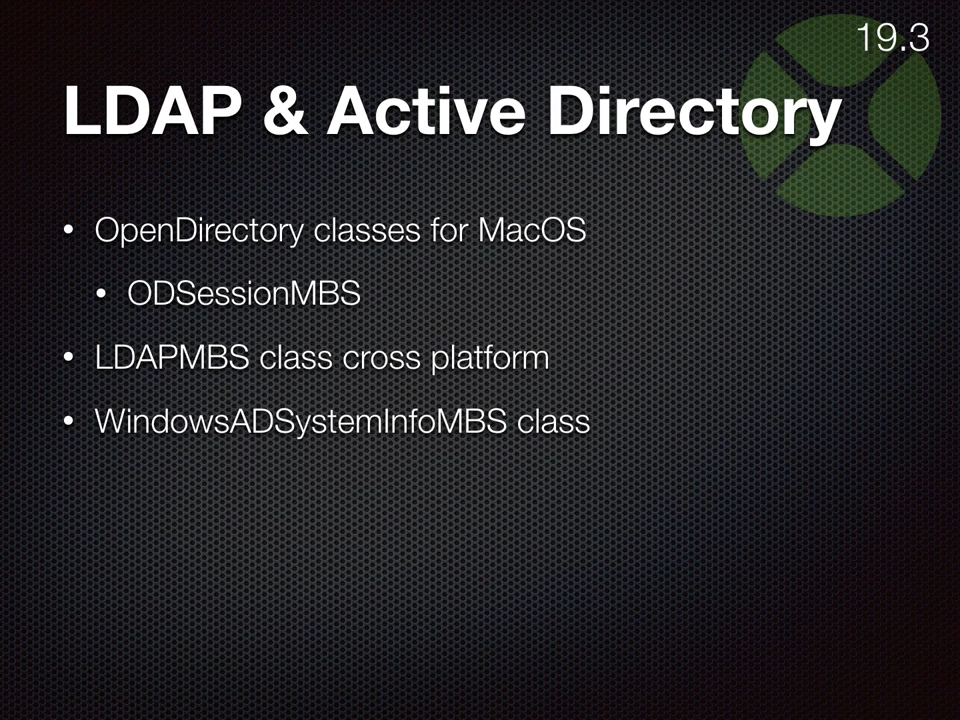 19.3
LDAP & Active Directory
• OpenDirectory classes for MacOS
• ODSessionMBS
• LDAPMBS class cross platform
• WindowsADSystemInfoMBS class